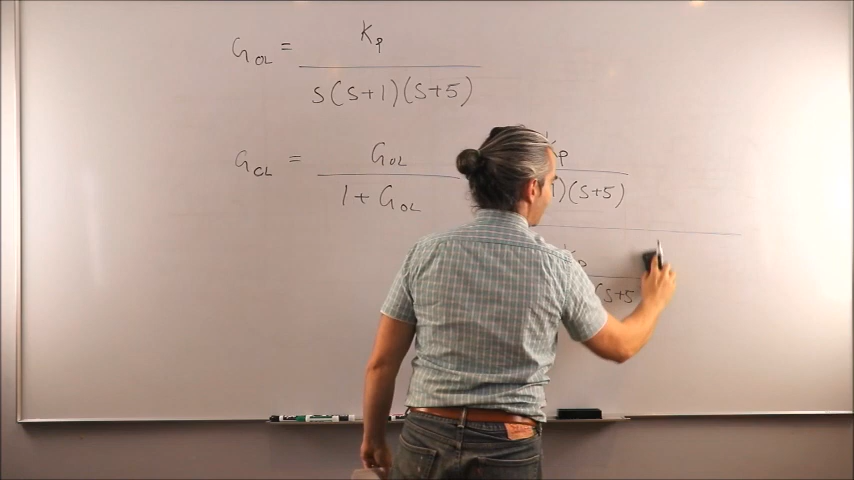 G_OL = K_P / s(s+1)(s+5)
G_CL = G_OL / 1 + G_OL
K_P / )(s+5)
K_P / (s+5